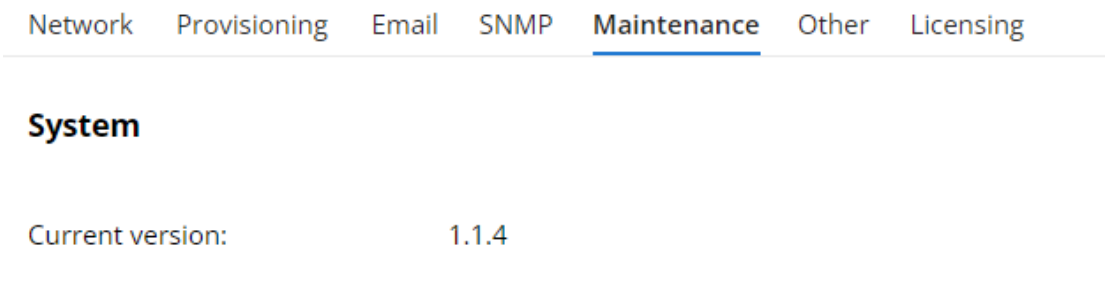 Network Provisioning Email SNMP Maintenance Other Licensing
System
Current version: 1.1.4